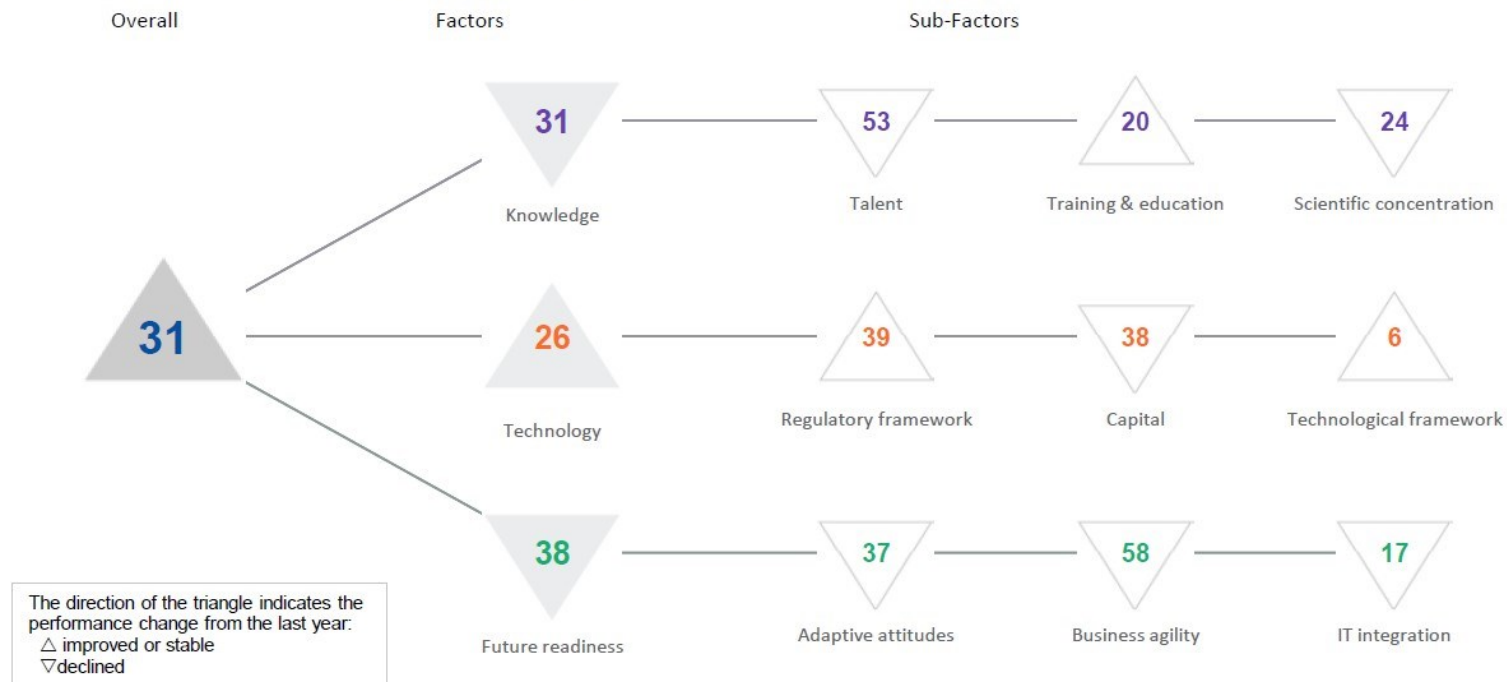 Overall Factors Sub-Factors
31 53 20 24
Knowledge Talent Training & education Scientific concentration
31
26 39 38 6
Technology Regulatory framework Capital Technological framework
38 37 58 17
Future readiness Adaptive attitudes Business agility IT integration
The direction of the triangle indicates the
performance change from the last year:
△ improved or stable
▽declined